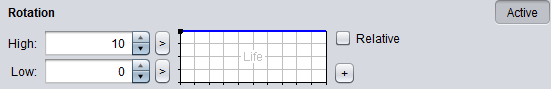 Rotation Active
High: 10 > Relative
Life
Low: 0 > +